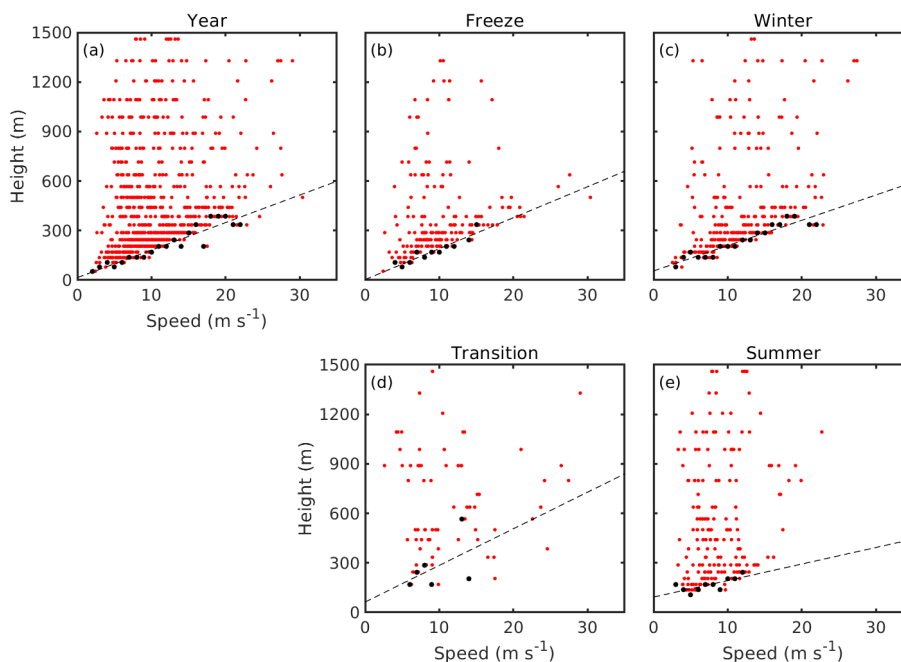 Year Freeze Winter
(a) (b) (c)
1500
1200
900
600
300
0
Height (m)
0 10 20 30
0 10 20 30
0 10 20 30
Speed (m s⁻¹)
Transition Summer
(d) (e)
1500
1200
900
600
300
0
Height (m)
0 10 20 30
0 10 20 30
Speed (m s⁻¹) Speed (m s⁻¹)